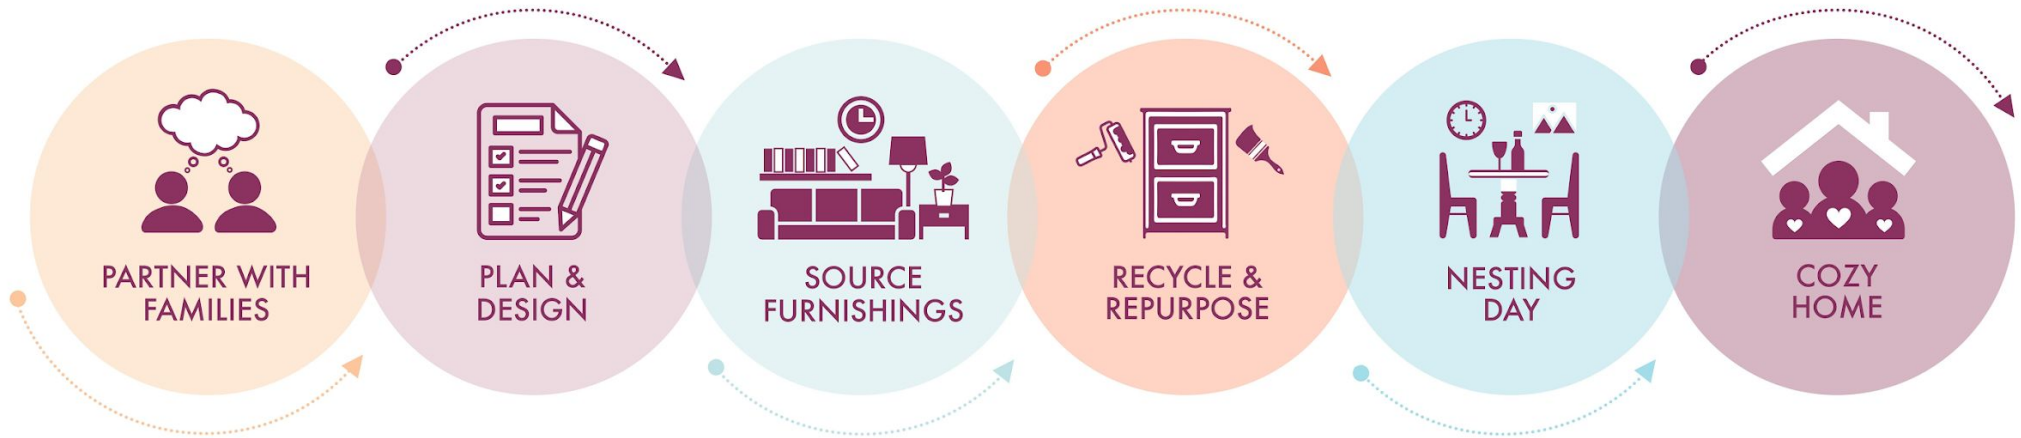 PARTNER WITH
FAMILIES
PLAN &
DESIGN
SOURCE
FURNISHINGS
RECYCLE &
REPURPOSE
NESTING
DAY
COZY
HOME